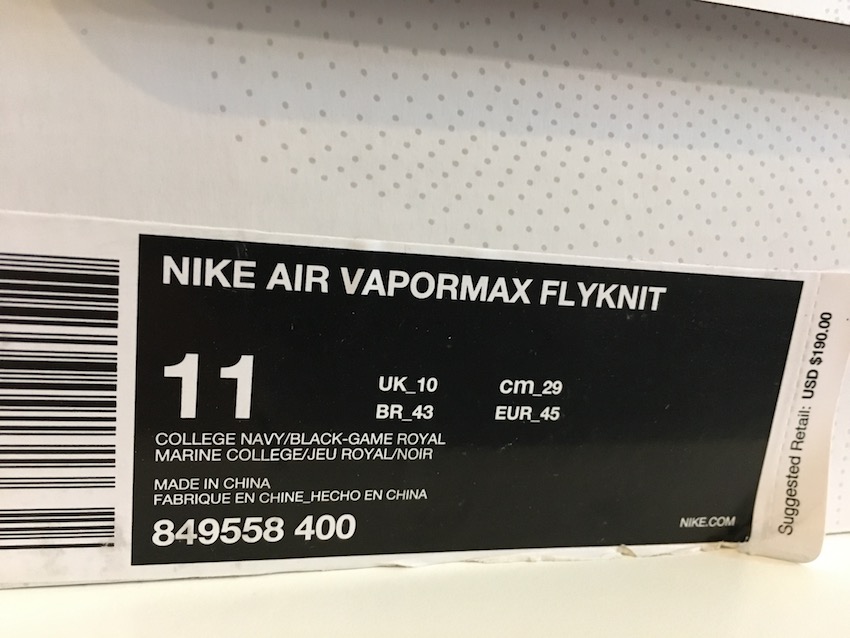 NIKE AIR VAPORMAX FLYKNIT
11
UK_10 cm_29
BR_43 EUR_45
COLLEGE NAVY/BLACK-GAME ROYAL
MARINE COLLEGE/JEU ROYAL/NOIR
MADE IN CHINA
FABRIQUE EN CHINE_HECHO EN CHINA
849558 400
NIKE.COM
Suggested Retail: USD $190.00